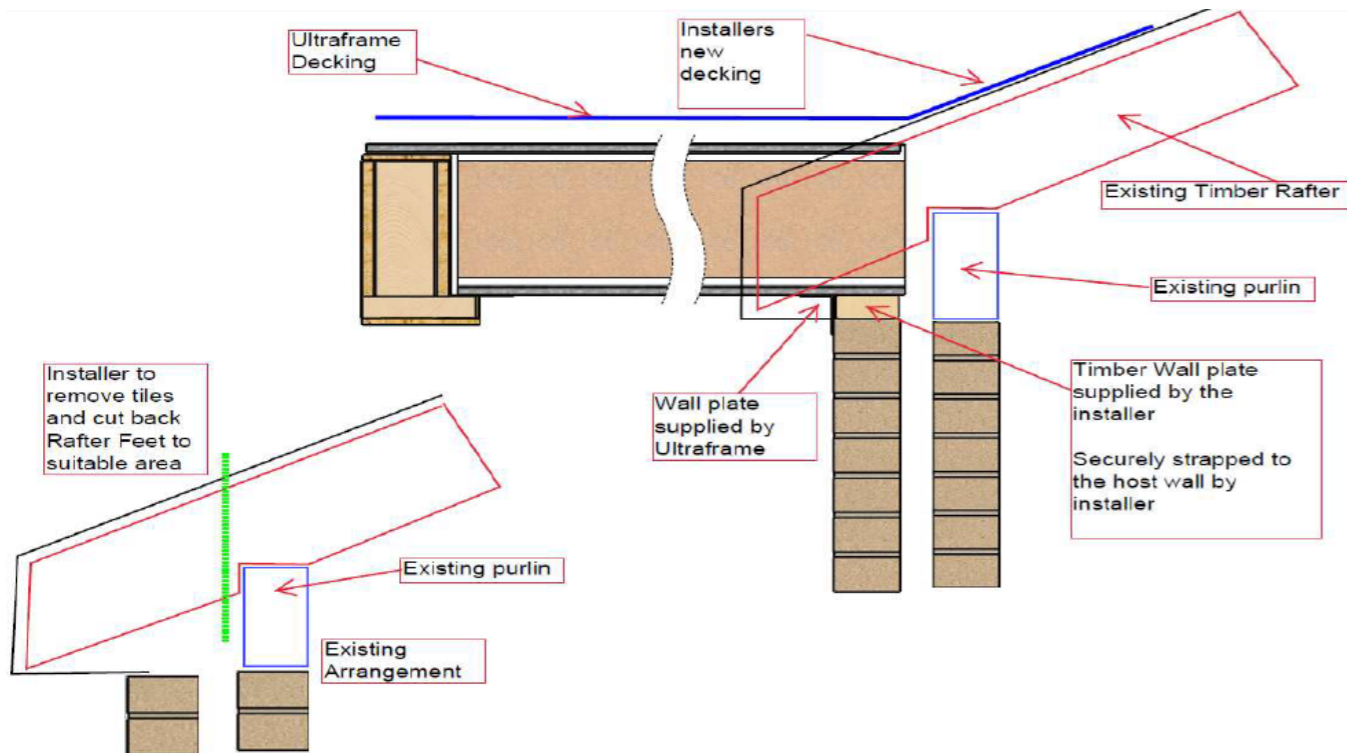 Ultraframe
Decking
Installers
new
decking
Existing Timber Rafter
Existing purlin
Timber Wall plate
supplied by the
installer
Securely strapped to
the host wall by
installer
Wall plate
supplied by
Ultraframe
Installer to
remove tiles
and cut back
Rafter Feet to
suitable area
Existing purlin
Existing
Arrangement